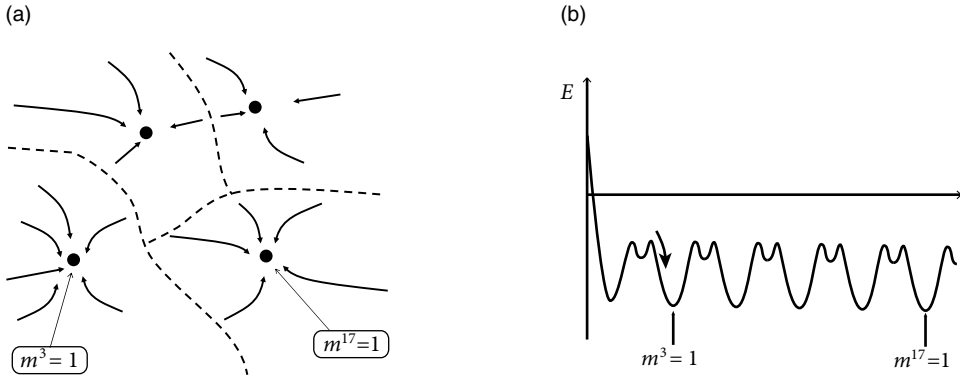 (a)
m³ = 1
m¹⁷=1
(b)
E
m³ = 1
m¹⁷=1